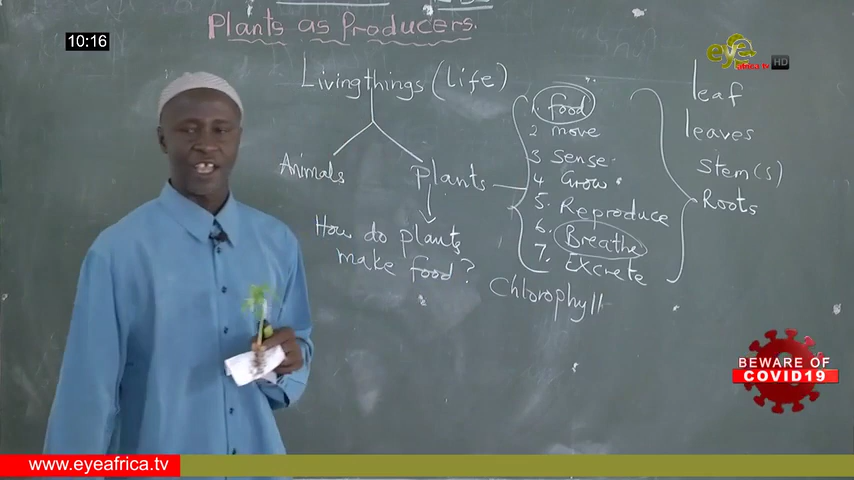 10:16
Plants as Producers.
eye
africa tv HD
Living things (life)
Animals
Plants
How do plants
make food?
1. food
2 move
3 Sense
4 Grow
5. Reproduce
6. Breathe
7. Excrete
Chlorophyll
leaf
leaves
stem(s)
Roots
BEWARE OF
COVID19
www.eyeafrica.tv